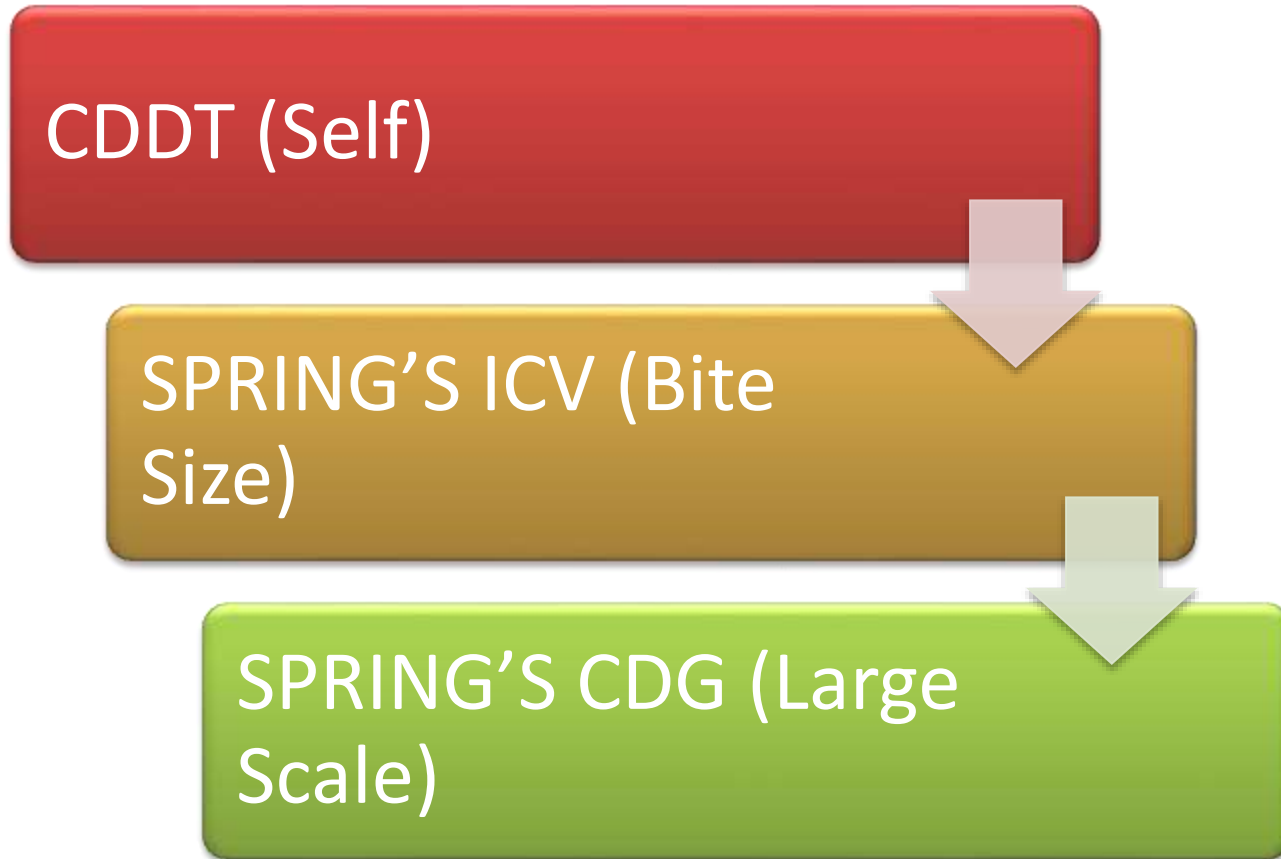 CDDT (Self)
SPRING’S ICV (Bite
Size)
SPRING’S CDG (Large
Scale)